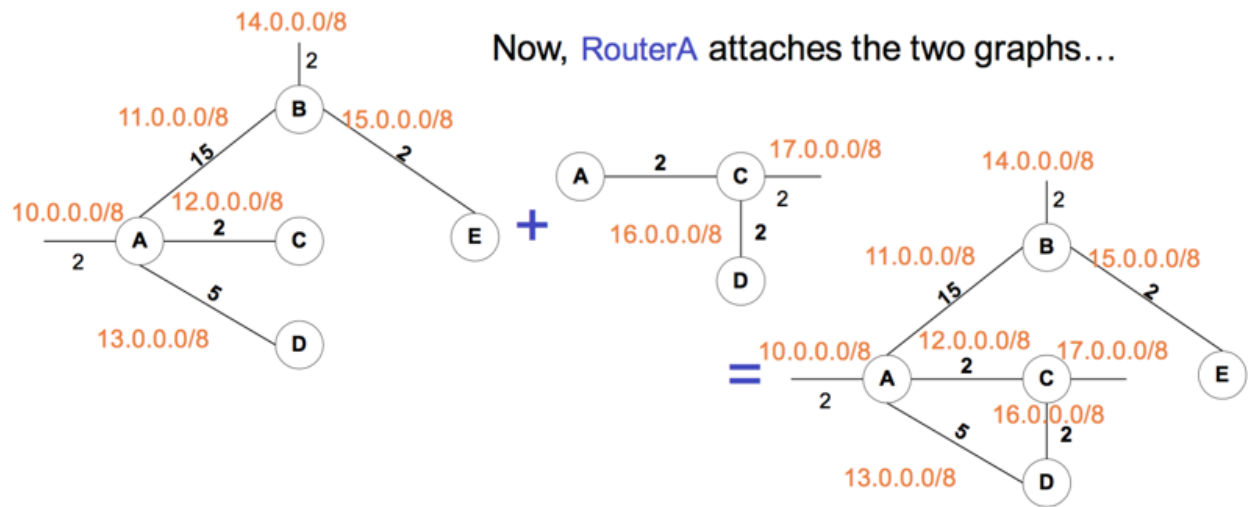 Now, RouterA attaches the two graphs...
14.0.0.0/8
2
B
11.0.0.0/8
15.0.0.0/8
15
2
10.0.0.0/8
12.0.0.0/8
A
2
C
E
2
5
13.0.0.0/8
D
+
A
2
C
17.0.0.0/8
2
16.0.0.0/8
2
D
=
14.0.0.0/8
2
B
11.0.0.0/8
15.0.0.0/8
15
2
10.0.0.0/8
12.0.0.0/8
17.0.0.0/8
A
2
C
E
2
16.0.0.0/8
5
2
13.0.0.0/8
D